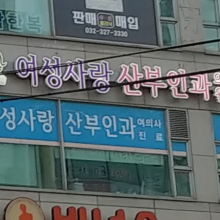 판매 매입
032-327-3330
여성사랑 산부인과
성사랑 산부인과 여의사
진료